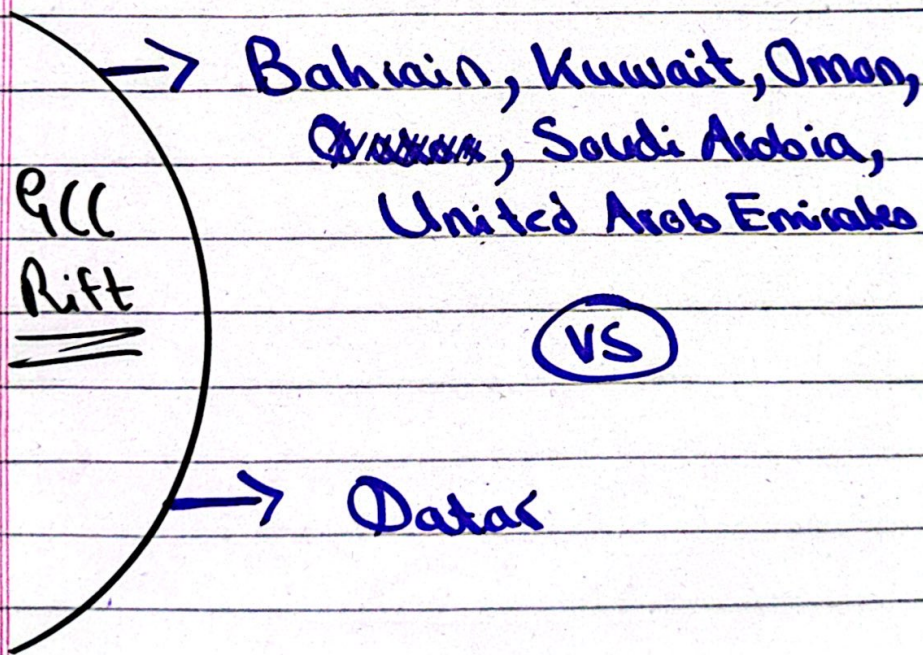 GCC
Rift
Bahrain, Kuwait, Oman,
, Saudi Arabia,
United Arab Emirates
VS
Qatar